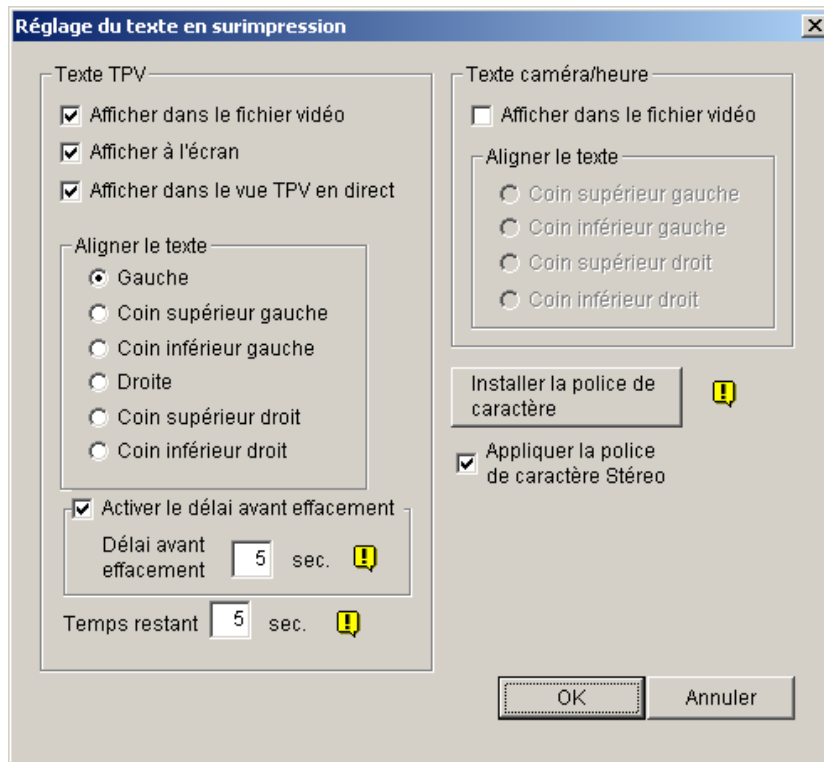 Réglage du texte en surimpression
Texte TPV
Afficher dans le fichier vidéo
Afficher à l'écran
Afficher dans le vue TPV en direct
Aligner le texte
Gauche
Coin supérieur gauche
Coin inférieur gauche
Droite
Coin supérieur droit
Coin inférieur droit
Activer le délai avant effacement
Délai avant
effacement
5 sec.
Temps restant 5 sec.
Texte caméra/heure
Afficher dans le fichier vidéo
Aligner le texte
Coin supérieur gauche
Coin inférieur gauche
Coin supérieur droit
Coin inférieur droit
Installer la police de
caractère
Appliquer la police
de caractère Stéreo
OK
Annuler